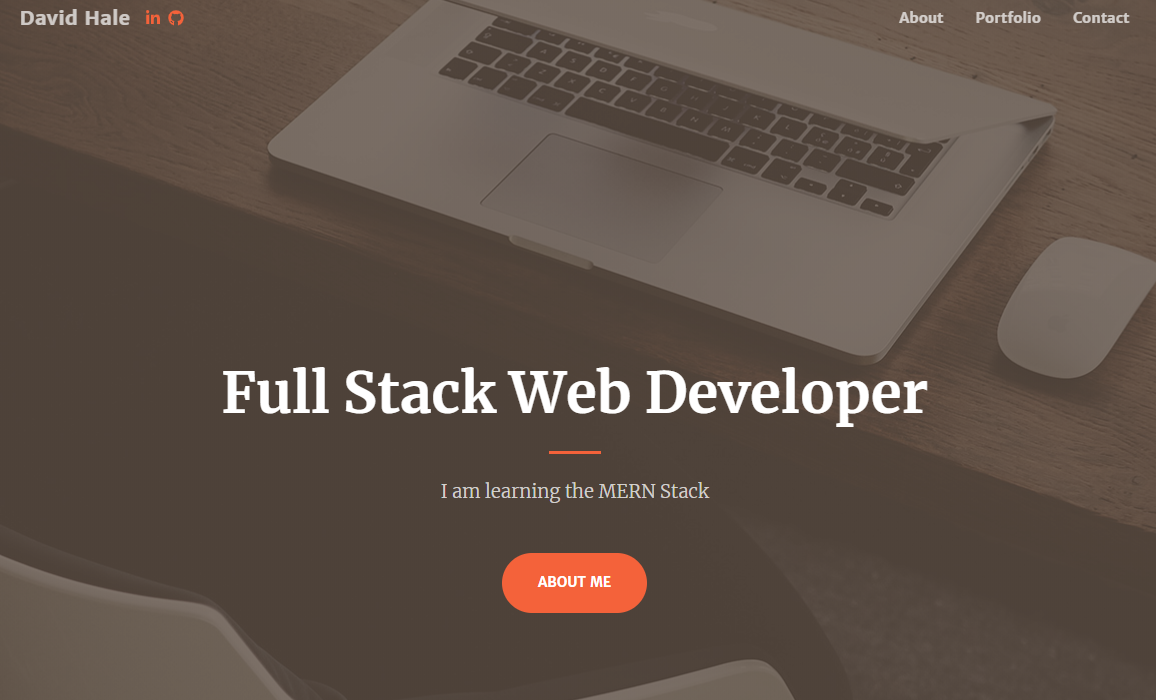 David Hale in
About Portfolio Contact
Full Stack Web Developer
I am learning the MERN Stack
ABOUT ME